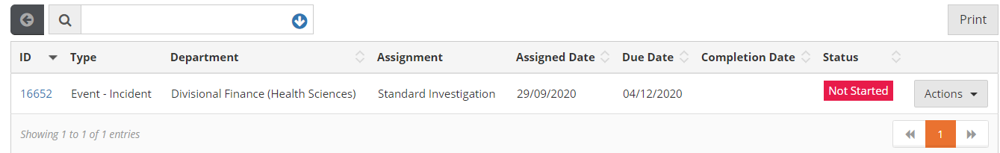 Print
ID Type Department Assignment Assigned Date Due Date Completion Date Status
16652 Event - Incident Divisional Finance (Health Sciences) Standard Investigation 29/09/2020 04/12/2020 Not Started Actions
Showing 1 to 1 of 1 entries
1